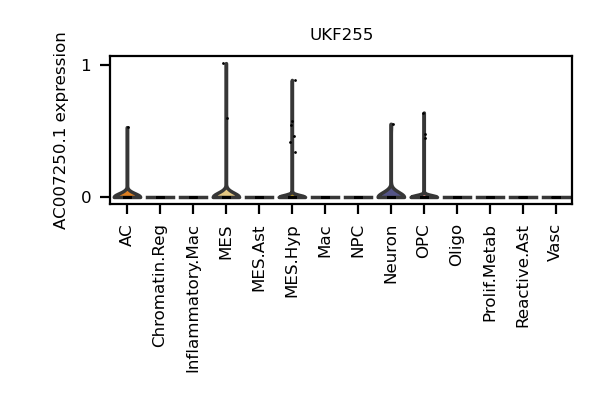 UKF255
AC007250.1 expression
1
0
AC
Chromatin.Reg
Inflammatory.Mac
MES
MES.Ast
MES.Hyp
Mac
NPC
Neuron
OPC
Oligo
Prolif.Metab
Reactive.Ast
Vasc